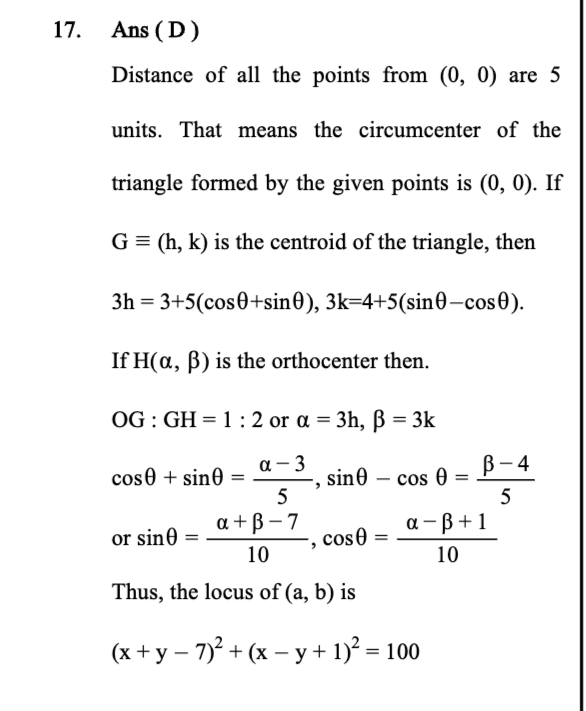 17. Ans ( D )
Distance of all the points from (0, 0) are 5
units. That means the circumcenter of the
triangle formed by the given points is (0, 0). If
G ≡ (h, k) is the centroid of the triangle, then
3h = 3+5(cosθ+sinθ), 3k=4+5(sinθ–cosθ).
If H(α, β) is the orthocenter then.
OG : GH = 1 : 2 or α = 3h, β = 3k
cosθ + sinθ = (α – 3)/5, sinθ – cos θ = (β – 4)/5
or sinθ = (α + β – 7)/10, cosθ = (α – β + 1)/10
Thus, the locus of (a, b) is
(x + y – 7)² + (x – y + 1)² = 100